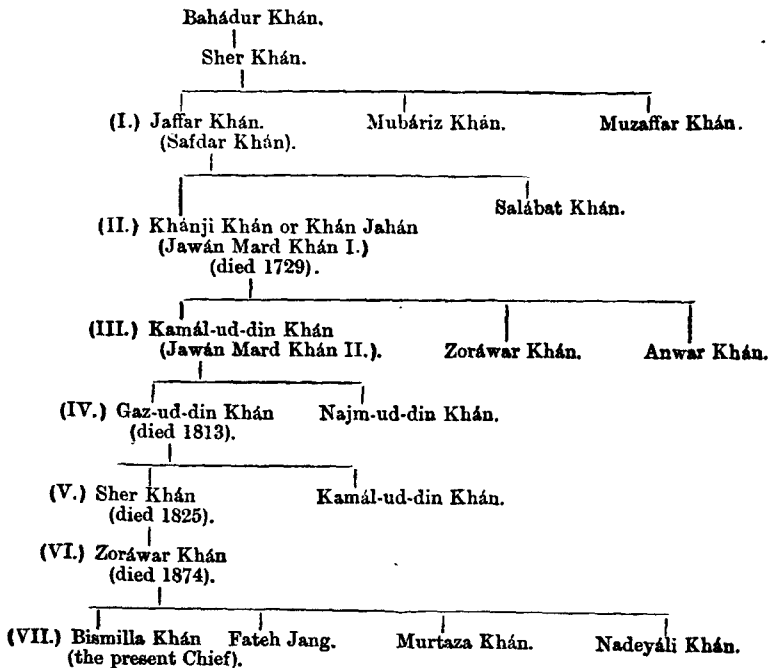 Bahádur Khán.
Sher Khán.
(I.) Jaffar Khán. Mubáriz Khán. Muzaffar Khán.
(Safdar Khán).
Salábat Khán.
(II.) Khánji Khán or Khán Jahán
(Jawán Mard Khán I.)
(died 1729).
(III.) Kamál-ud-din Khán
(Jawán Mard Khán II.). Zoráwar Khán. Anwar Khán.
(IV.) Gaz-ud-din Khán Najm-ud-din Khán.
(died 1813).
(V.) Sher Khán Kamál-ud-din Khán.
(died 1825).
(VI.) Zoráwar Khán
(died 1874).
(VII.) Bismilla Khán Fateh Jang. Murtaza Khán. Nadeyáli Khán.
(the present Chief).